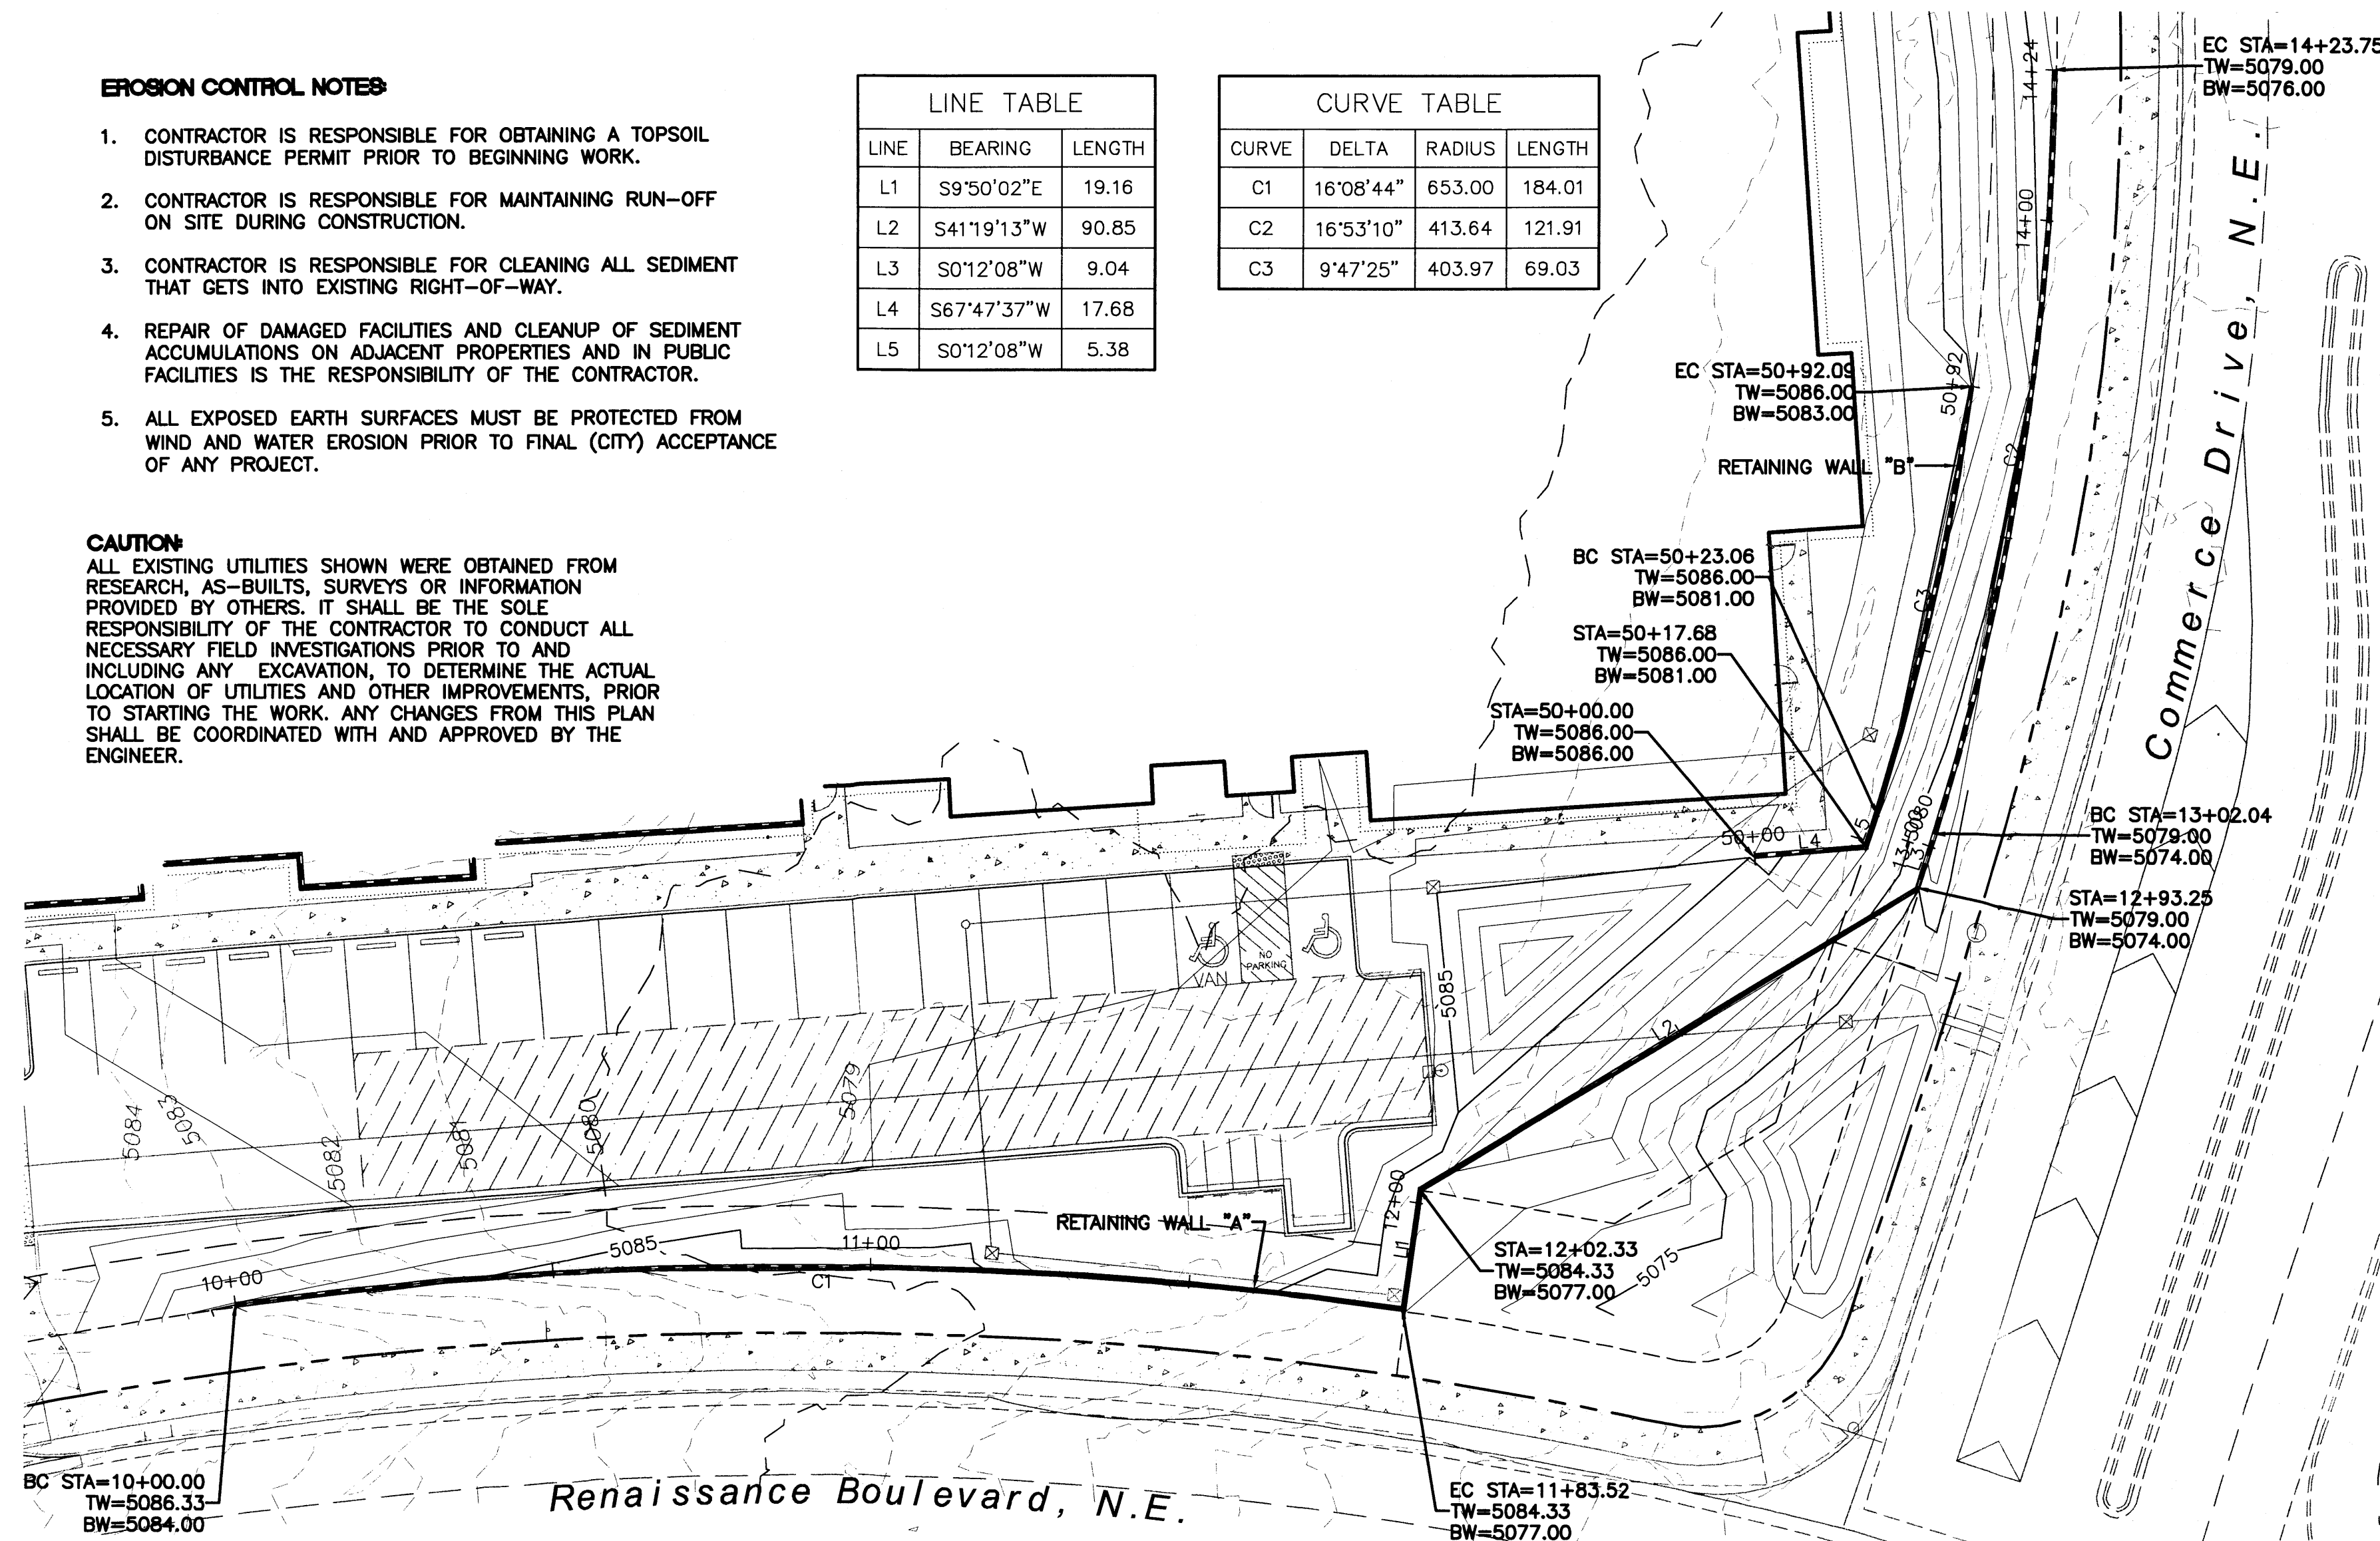 EROSION CONTROL NOTES:
1. CONTRACTOR IS RESPONSIBLE FOR OBTAINING A TOPSOIL
DISTURBANCE PERMIT PRIOR TO BEGINNING WORK.
2. CONTRACTOR IS RESPONSIBLE FOR MAINTAINING RUN-OFF
ON SITE DURING CONSTRUCTION.
3. CONTRACTOR IS RESPONSIBLE FOR CLEANING ALL SEDIMENT
THAT GETS INTO EXISTING RIGHT-OF-WAY.
4. REPAIR OF DAMAGED FACILITIES AND CLEANUP OF SEDIMENT
ACCUMULATIONS ON ADJACENT PROPERTIES AND IN PUBLIC
FACILITIES IS THE RESPONSIBILITY OF THE CONTRACTOR.
5. ALL EXPOSED EARTH SURFACES MUST BE PROTECTED FROM
WIND AND WATER EROSION PRIOR TO FINAL (CITY) ACCEPTANCE
OF ANY PROJECT.
CAUTION:
ALL EXISTING UTILITIES SHOWN WERE OBTAINED FROM
RESEARCH, AS-BUILTS, SURVEYS OR INFORMATION
PROVIDED BY OTHERS. IT SHALL BE THE SOLE
RESPONSIBILITY OF THE CONTRACTOR TO CONDUCT ALL
NECESSARY FIELD INVESTIGATIONS PRIOR TO AND
INCLUDING ANY EXCAVATION, TO DETERMINE THE ACTUAL
LOCATION OF UTILITIES AND OTHER IMPROVEMENTS, PRIOR
TO STARTING THE WORK. ANY CHANGES FROM THIS PLAN
SHALL BE COORDINATED WITH AND APPROVED BY THE
ENGINEER.
LINE TABLE
LINE BEARING LENGTH
L1 S9°50'02"E 19.16
L2 S41°19'13"W 90.85
L3 S0°12'08"W 9.04
L4 S67°47'37"W 17.68
L5 S0°12'08"W 5.38
CURVE TABLE
CURVE DELTA RADIUS LENGTH
C1 16°08'44" 653.00 184.01
C2 16°53'10" 413.64 121.91
C3 9°47'25" 403.97 69.03
EC STA=14+23.75
TW=5079.00
BW=5076.00
14+24
14+00
Commerce Drive, N.E.
EC STA=50+92.09
TW=5086.00
BW=5083.00
50+92
C2
RETAINING WALL "B"
BC STA=50+23.06
TW=5086.00
BW=5081.00
C3
STA=50+17.68
TW=5086.00
BW=5081.00
STA=50+00.00
TW=5086.00
BW=5086.00
50+00
L4
L5
5080
BC STA=13+02.04
TW=5079.00
BW=5074.00
STA=12+93.25
TW=5079.00
BW=5074.00
VAN
NO
PARKING
5085
L2
5084
5083
5082
5081
5080
5079
RETAINING WALL "A"
12+00
L1
STA=12+02.33
TW=5084.33
BW=5077.00
5075
10+00
5085
11+00
C1
BC STA=10+00.00
TW=5086.33
BW=5084.00
Renaissance Boulevard, N.E.
EC STA=11+83.52
TW=5084.33
BW=5077.00